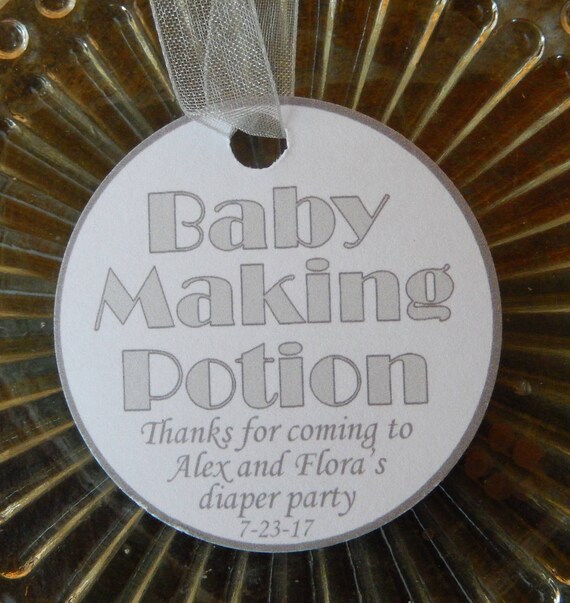 Baby
Making
Potion
Thanks for coming to
Alex and Flora's
diaper party
7-23-17